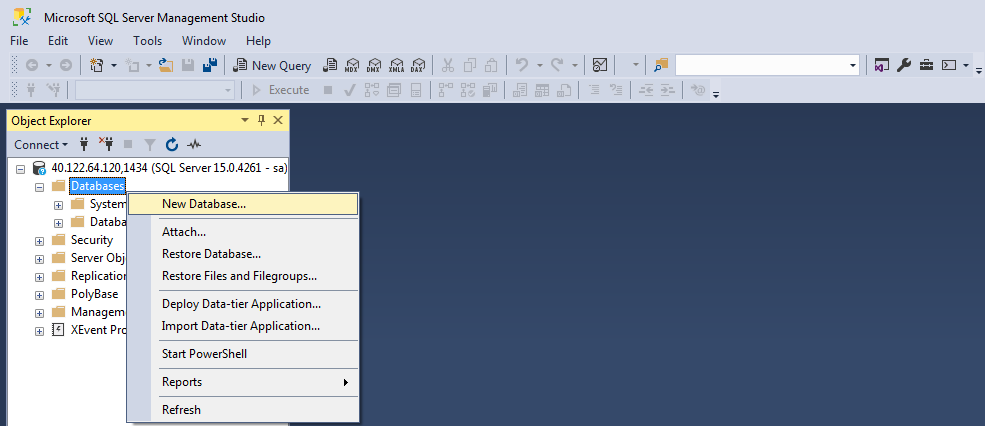 Microsoft SQL Server Management Studio
File Edit View Tools Window Help
New Query MDX DMX XMLA DAX
Execute
Object Explorer
Connect
40.122.64.120,1434 (SQL Server 15.0.4261 - sa)
Databases
System
Databa
Security
Server Obj
Replication
PolyBase
Managem
XEvent Pro
New Database...
Attach...
Restore Database...
Restore Files and Filegroups...
Deploy Data-tier Application...
Import Data-tier Application...
Start PowerShell
Reports
Refresh